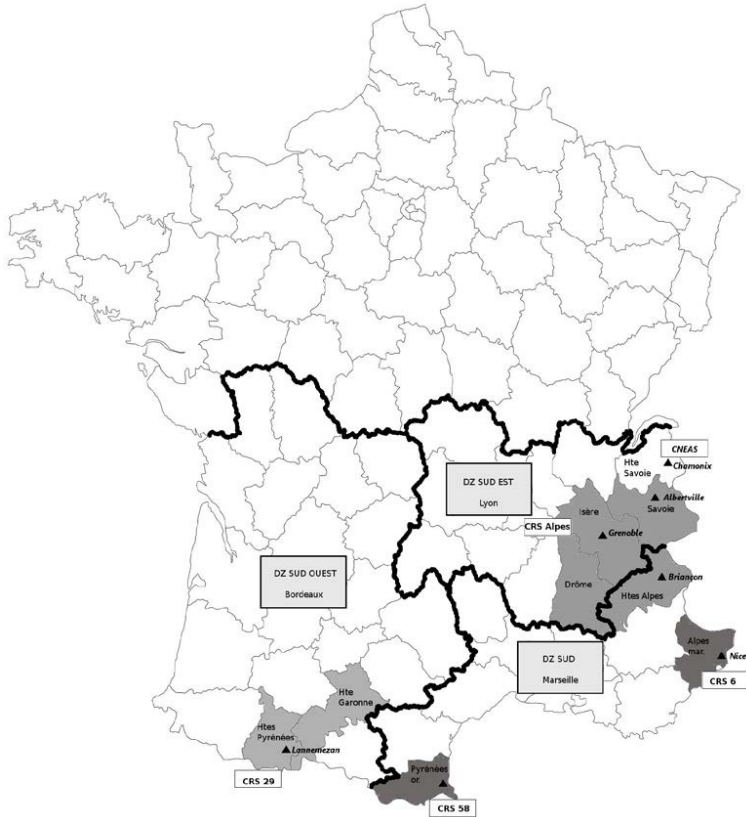 CNEAS
Hte
Savoie
Chamonix
DZ SUD EST
Lyon
Albertville
Savoie
Isère
CRS Alpes
Grenoble
DZ SUD OUEST
Bordeaux
Briançon
Drôme
Htes Alpes
Alpes
mar.
Nice
DZ SUD
Marseille
CRS 6
Hte
Garonne
Htes
Pyrénées
Lannemezan
CRS 29
Pyrénées
or.
CRS 58